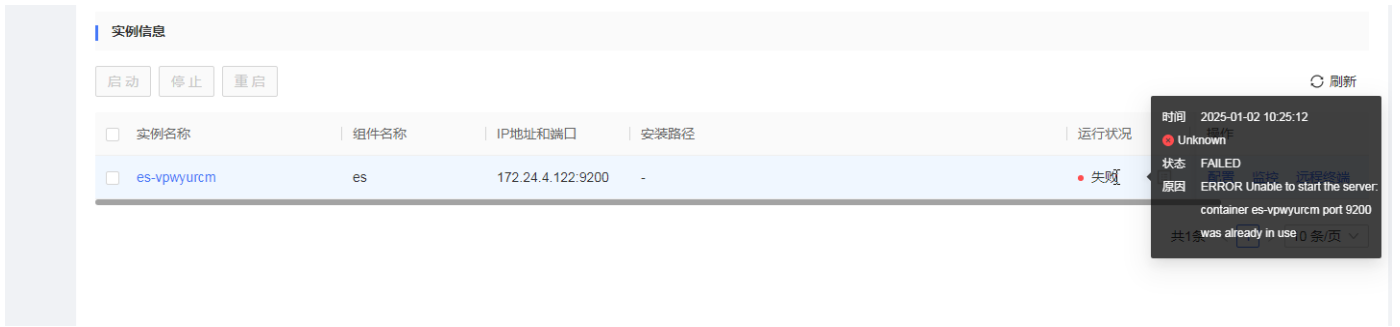 实例信息
启动 停止 重启
刷新
实例名称 组件名称 IP地址和端口 安装路径 运行状况 操作
es-vpwyurcm es 172.24.4.122:9200 - 失败 配置 监控 远程终端
时间 2025-01-02 10:25:12
Unknown
状态 FAILED
原因 ERROR Unable to start the server:
container es-vpwyurcm port 9200
was already in use
共1条 1 10 条/页